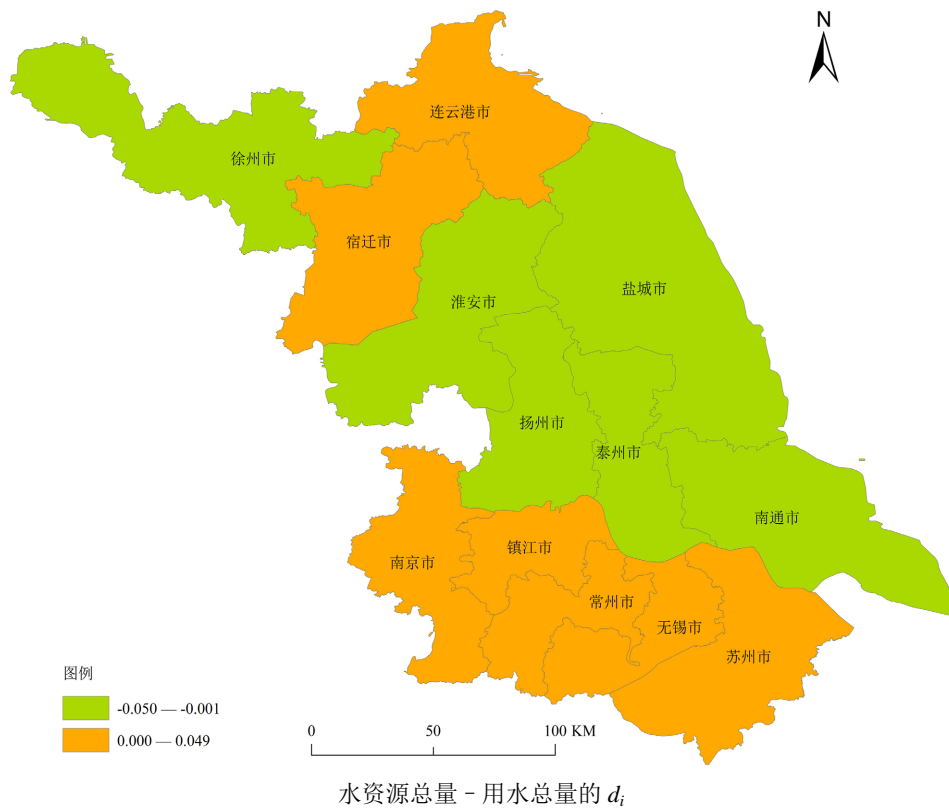 N
连云港市
徐州市
宿迁市
盐城市
淮安市
扬州市
泰州市
南通市
镇江市
南京市
常州市
无锡市
苏州市
图例
-0.050 — -0.001
0.000 — 0.049
0 50 100 KM
水资源总量 - 用水总量的 di